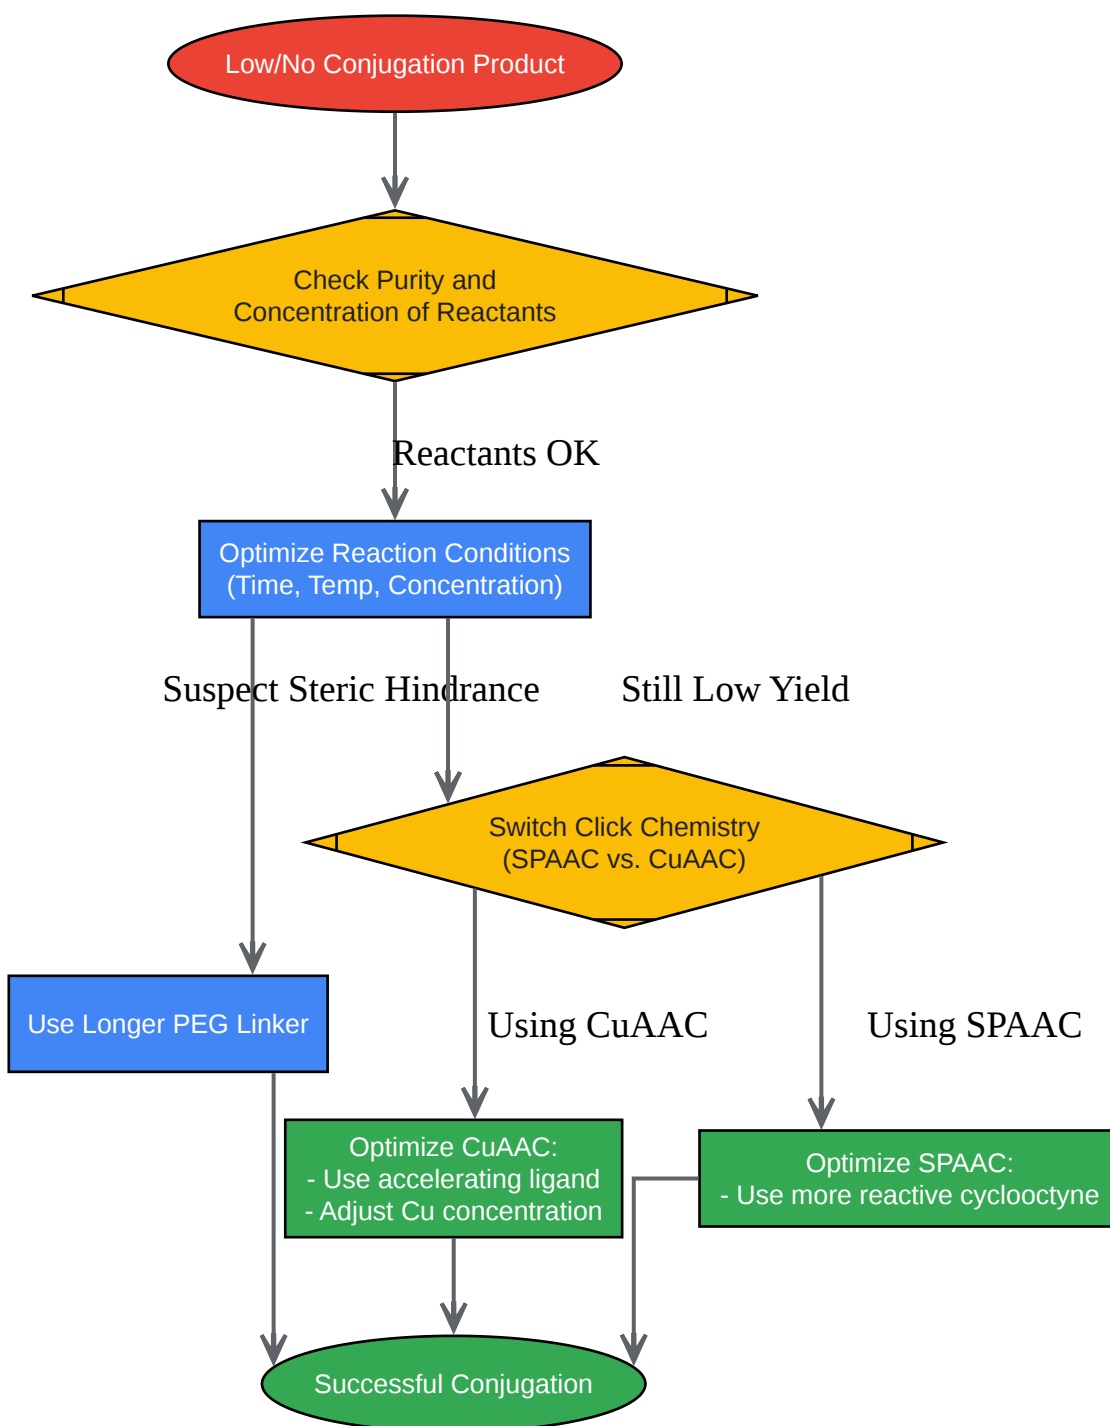 Low/No Conjugation Product
Check Purity and
Concentration of Reactants
Reactants OK
Optimize Reaction Conditions
(Time, Temp, Concentration)
Suspect Steric Hindrance
Still Low Yield
Switch Click Chemistry
(SPAAC vs. CuAAC)
Use Longer PEG Linker
Using CuAAC
Using SPAAC
Optimize CuAAC:
- Use accelerating ligand
- Adjust Cu concentration
Optimize SPAAC:
- Use more reactive cyclooctyne
Successful Conjugation